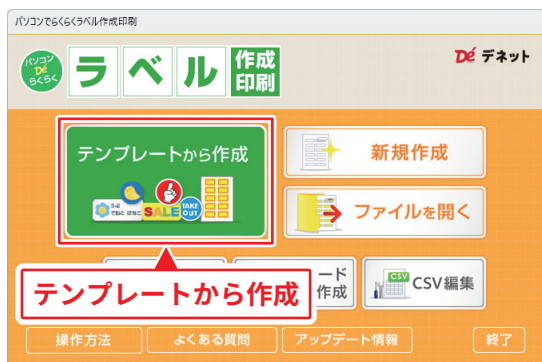 パソコンでらくらくラベル作成印刷
パソコン
Dé
らくらく
ラベル
作成
印刷
Dé デネット
テンプレートから作成
新規作成
ファイルを開く
SALE
TAKE
OUT
テンプレートから作成
ード
作成
CSV
CSV編集
操作方法
よくある質問
アップデート情報
終了